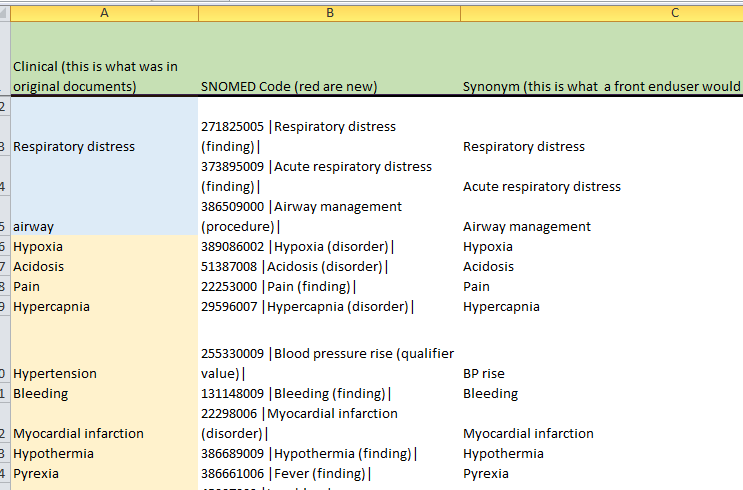 A B C
Clinical (this is what was in
original documents) SNOMED Code (red are new) Synonym (this is what a front enduser would
2
271825005 |Respiratory distress
3 Respiratory distress (finding)| Respiratory distress
373895009 |Acute respiratory distress
4 (finding)| Acute respiratory distress
386509000 |Airway management
5 airway (procedure)| Airway management
6 Hypoxia 389086002 |Hypoxia (disorder)| Hypoxia
7 Acidosis 51387008 |Acidosis (disorder)| Acidosis
8 Pain 22253000 |Pain (finding)| Pain
9 Hypercapnia 29596007 |Hypercapnia (disorder)| Hypercapnia
255330009 |Blood pressure rise (qualifier
0 Hypertension value)| BP rise
1 Bleeding 131148009 |Bleeding (finding)| Bleeding
22298006 |Myocardial infarction
2 Myocardial infarction (disorder)| Myocardial infarction
3 Hypothermia 386689009 |Hypothermia (finding)| Hypothermia
4 Pyrexia 386661006 |Fever (finding)| Pyrexia